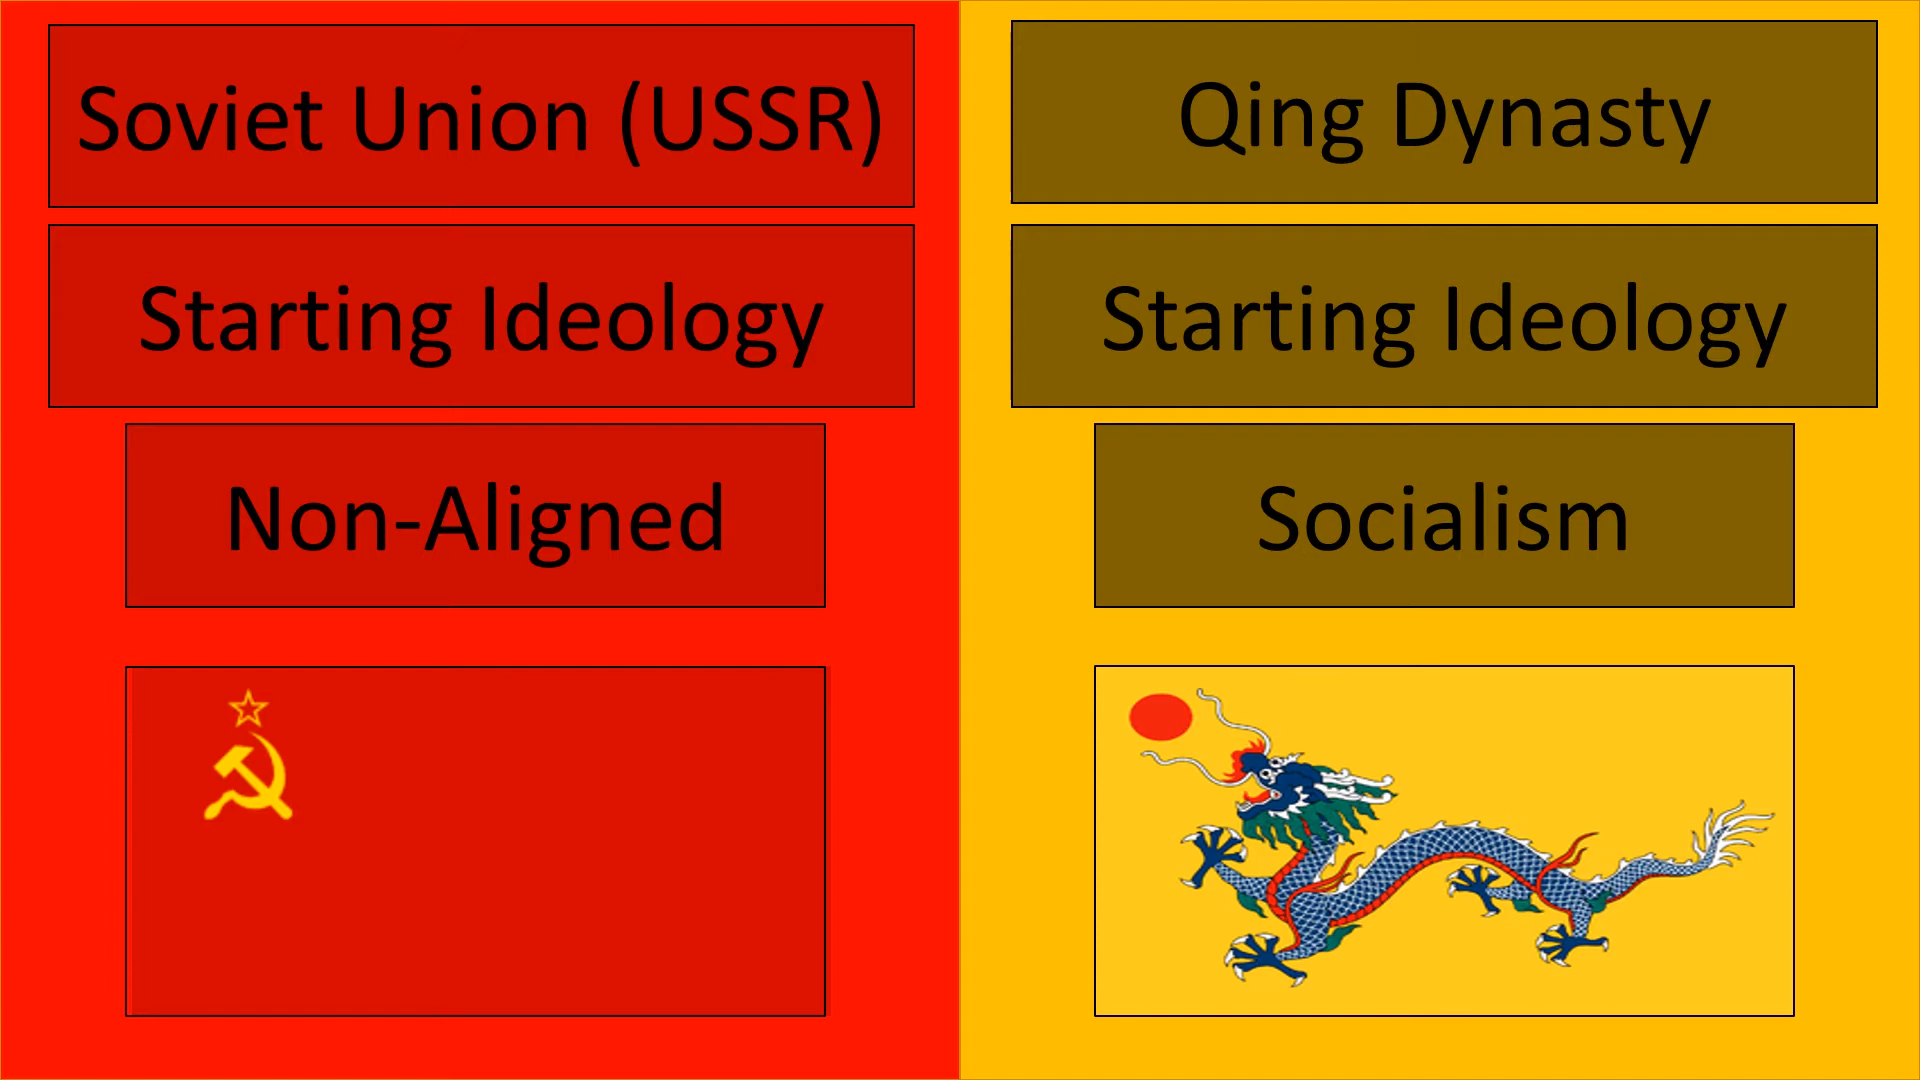 Soviet Union (USSR)
Starting Ideology
Non-Aligned
Qing Dynasty
Starting Ideology
Socialism